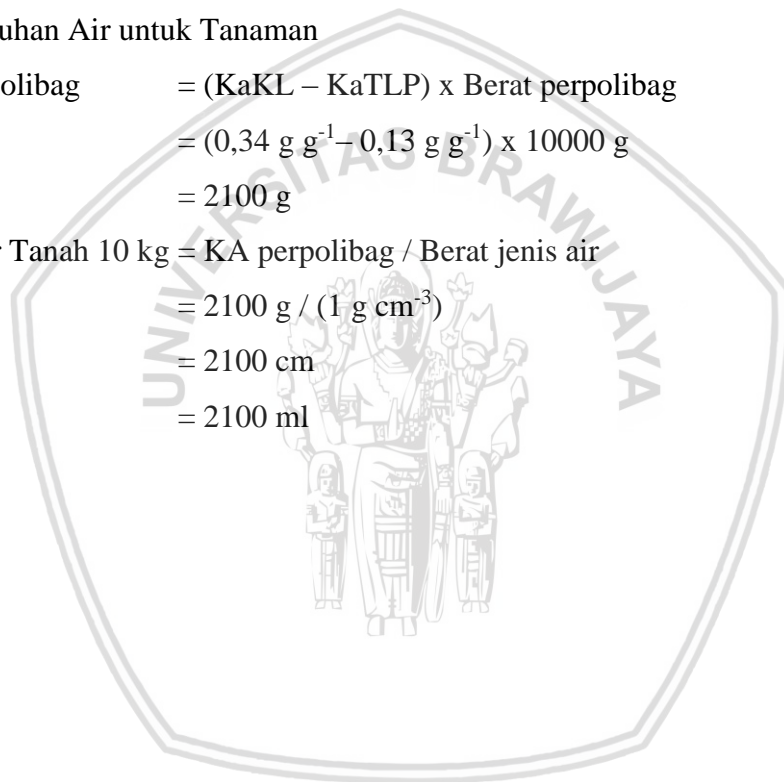 uhan Air untuk Tanaman
olibag = (KaKL – KaTLP) x Berat perpolibag
= (0,34 g g⁻¹– 0,13 g g⁻¹) x 10000 g
= 2100 g
Tanah 10 kg = KA perpolibag / Berat jenis air
= 2100 g / (1 g cm⁻³)
= 2100 cm
= 2100 ml
UNIVERSITAS BRAWIJAYA